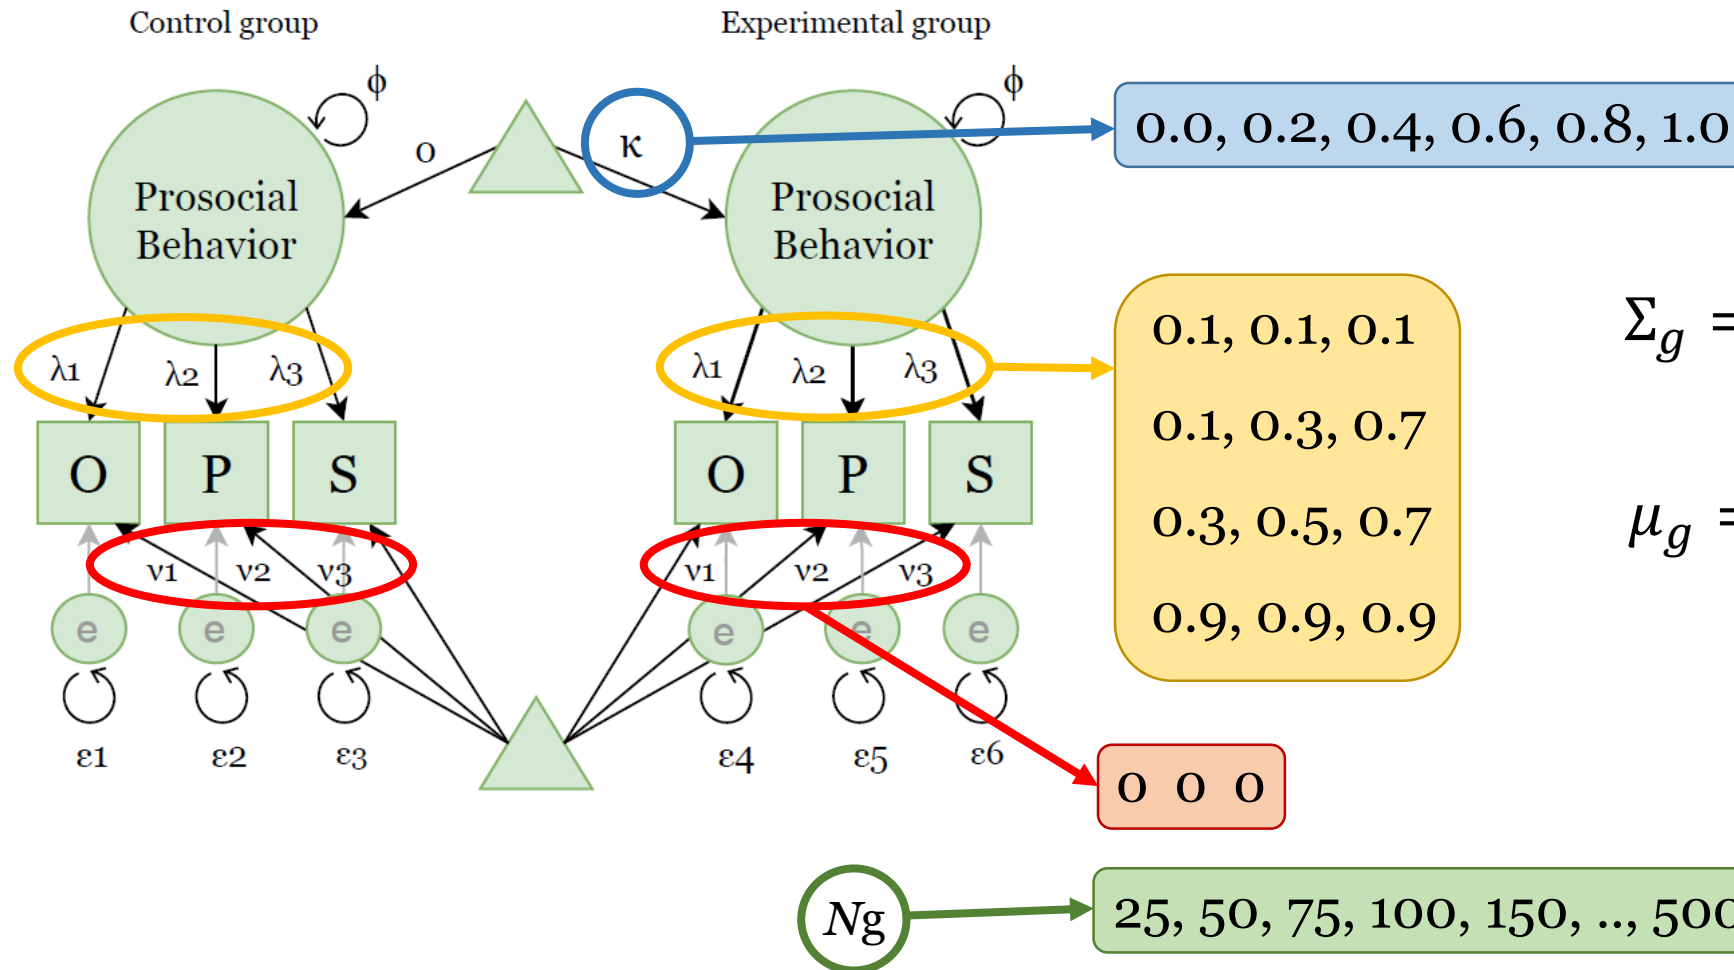 Control group
Experimental group
ϕ
ϕ
0
κ
0.0, 0.2, 0.4, 0.6, 0.8, 1.0
Prosocial
Behavior
Prosocial
Behavior
λ1 λ2 λ3
λ1 λ2 λ3
0.1, 0.1, 0.1
0.1, 0.3, 0.7
0.3, 0.5, 0.7
0.9, 0.9, 0.9
Σg =
μg =
O P S
O P S
ν1 ν2 ν3
ν1 ν2 ν3
e e e
e e e
ε1 ε2 ε3
ε4 ε5 ε6
0 0 0
Ng
25, 50, 75, 100, 150, .., 500